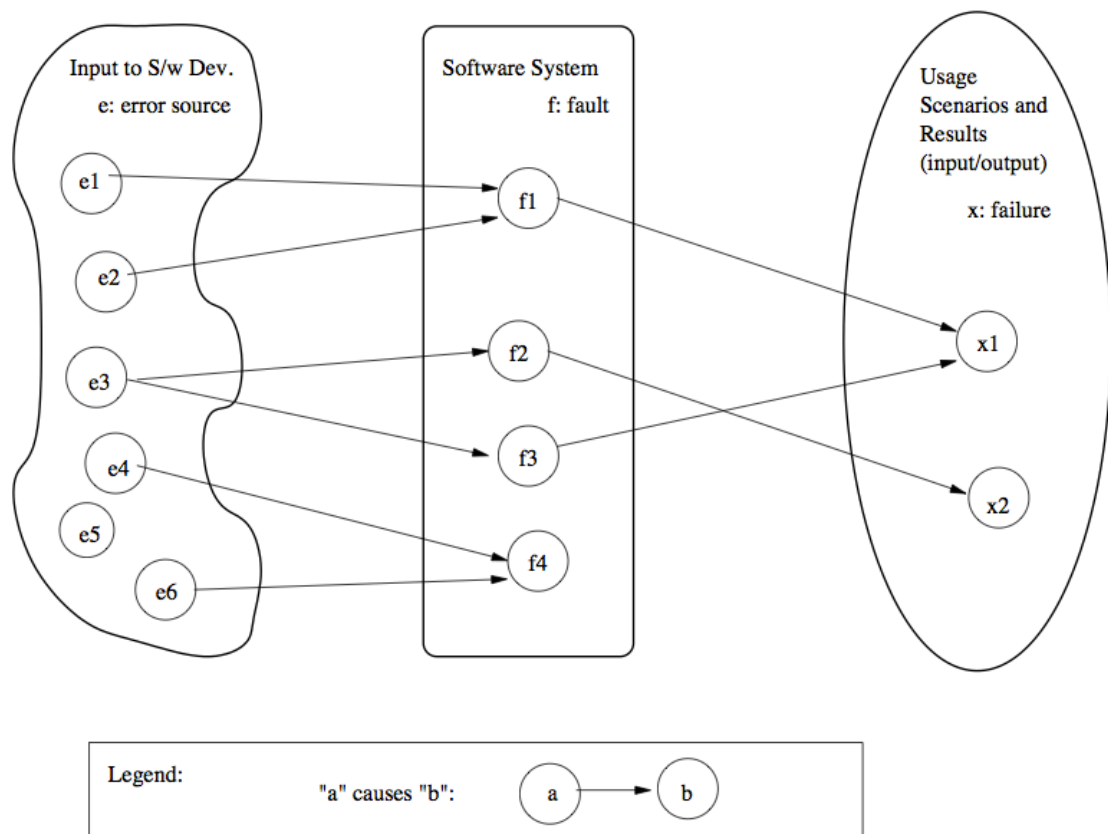 Input to S/w Dev.
e: error source
e1
e2
e3
e4
e5
e6
Software System
f: fault
f1
f2
f3
f4
Usage
Scenarios and
Results
(input/output)
x: failure
x1
x2
Legend:
"a" causes "b":
a
b